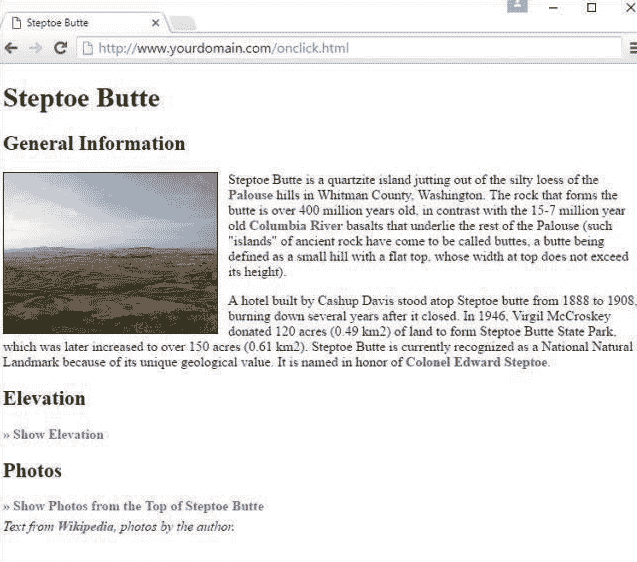 Steptoe Butte
http://www.yourdomain.com/onclick.html
Steptoe Butte
General Information
Steptoe Butte is a quartzite island jutting out of the silty loess of the
Palouse hills in Whitman County, Washington. The rock that forms the
butte is over 400 million years old, in contrast with the 15-7 million year
old Columbia River basalts that underlie the rest of the Palouse (such
"islands" of ancient rock have come to be called buttes, a butte being
defined as a small hill with a flat top, whose width at top does not exceed
its height).
A hotel built by Cashup Davis stood atop Steptoe butte from 1888 to 1908,
burning down several years after it closed. In 1946, Virgil McCroskey
donated 120 acres (0.49 km2) of land to form Steptoe Butte State Park,
which was later increased to over 150 acres (0.61 km2). Steptoe Butte is currently recognized as a National Natural
Landmark because of its unique geological value. It is named in honor of Colonel Edward Steptoe.
Elevation
» Show Elevation
Photos
» Show Photos from the Top of Steptoe Butte
Text from Wikipedia, photos by the author.